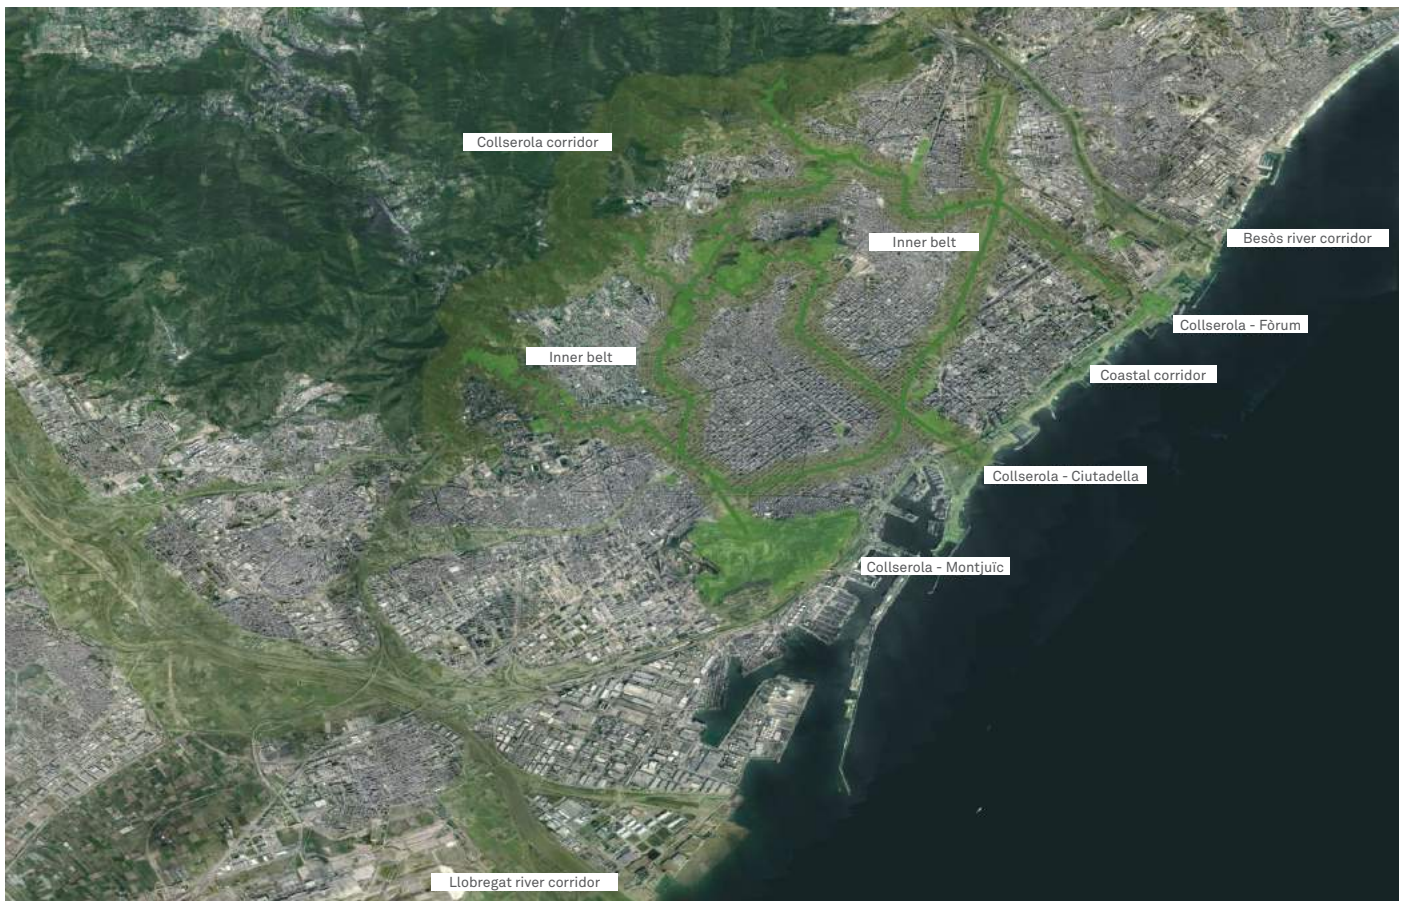 Collserola corridor
Inner belt
Besòs river corridor
Collserola - Fòrum
Inner belt
Coastal corridor
Collserola - Ciutadella
Collserola - Montjuïc
Llobregat river corridor